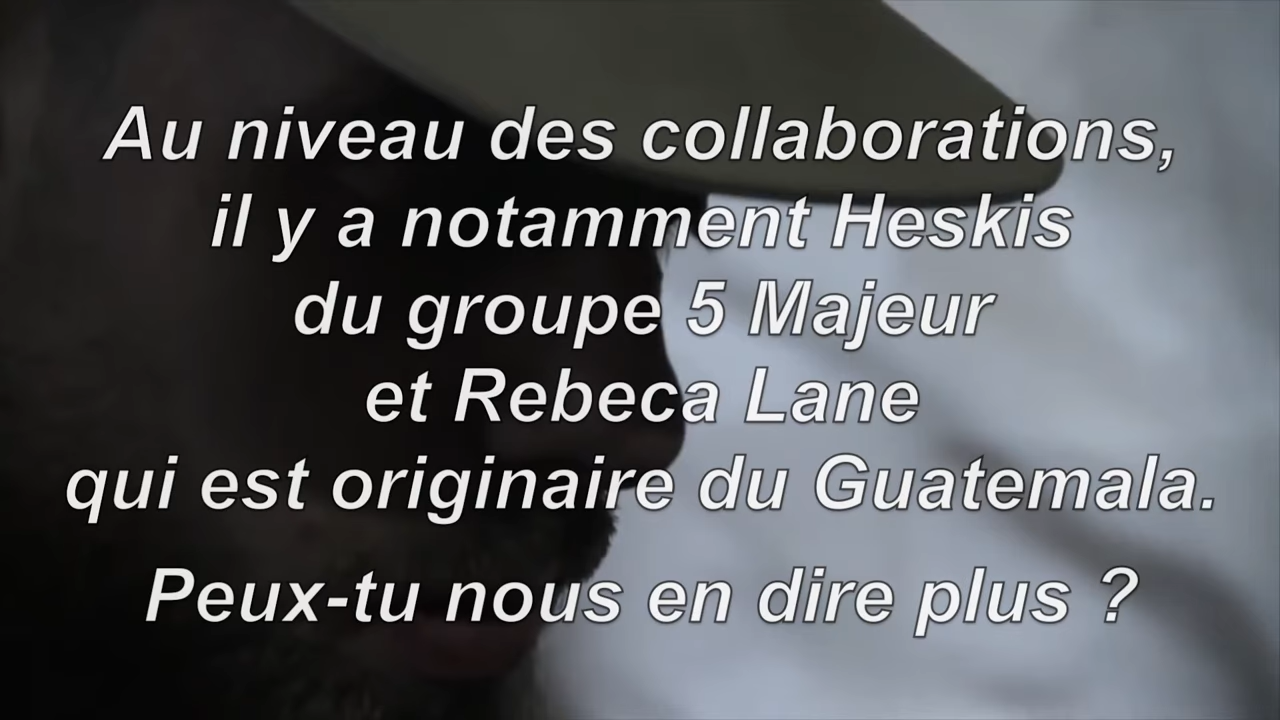 Au niveau des collaborations,
il y a notamment Heskis
du groupe 5 Majeur
et Rebeca Lane
qui est originaire du Guatemala.
Peux-tu nous en dire plus ?